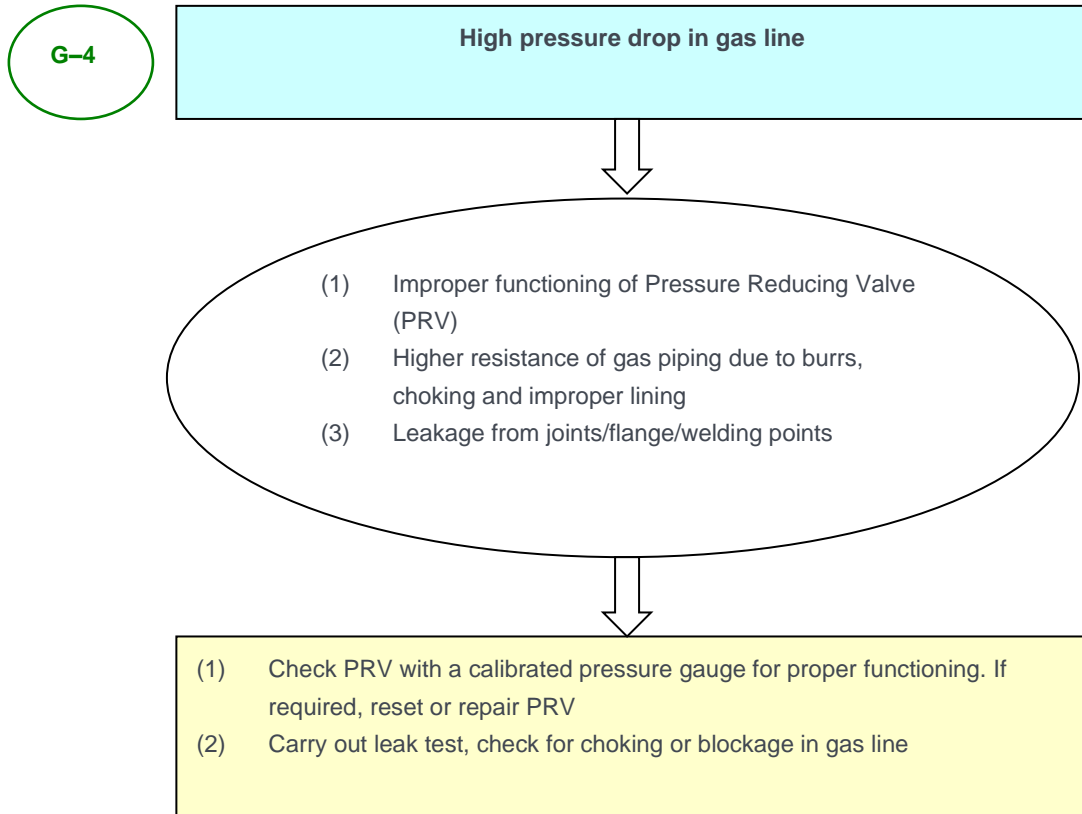 G–4
High pressure drop in gas line
(1) Improper functioning of Pressure Reducing Valve
(PRV)
(2) Higher resistance of gas piping due to burrs,
choking and improper lining
(3) Leakage from joints/flange/welding points
(1) Check PRV with a calibrated pressure gauge for proper functioning. If
required, reset or repair PRV
(2) Carry out leak test, check for choking or blockage in gas line